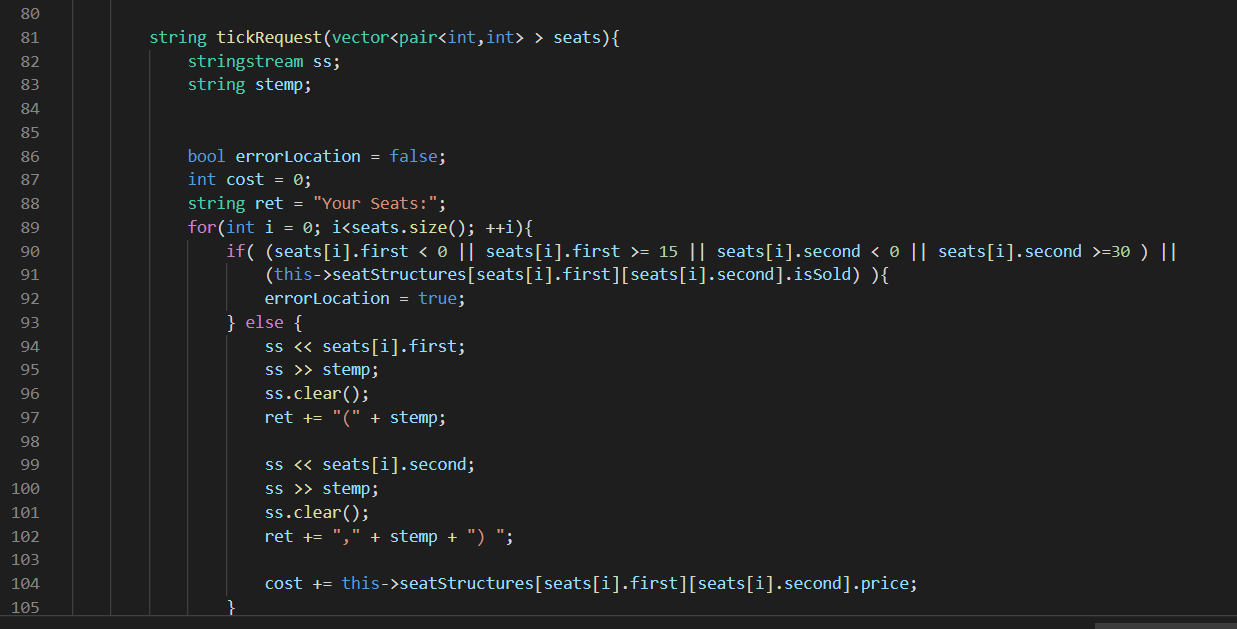 80
81 string tickRequest(vector<pair<int,int> > seats){
82 stringstream ss;
83 string stemp;
84
85
86 bool errorLocation = false;
87 int cost = 0;
88 string ret = "Your Seats:";
89 for(int i = 0; i<seats.size(); ++i){
90 if( (seats[i].first < 0 || seats[i].first >= 15 || seats[i].second < 0 || seats[i].second >=30 ) ||
91 (this->seatStructures[seats[i].first][seats[i].second].isSold) ){
92 errorLocation = true;
93 } else {
94 ss << seats[i].first;
95 ss >> stemp;
96 ss.clear();
97 ret += "(" + stemp;
98
99 ss << seats[i].second;
100 ss >> stemp;
101 ss.clear();
102 ret += "," + stemp + ") ";
103
104 cost += this->seatStructures[seats[i].first][seats[i].second].price;
105 }